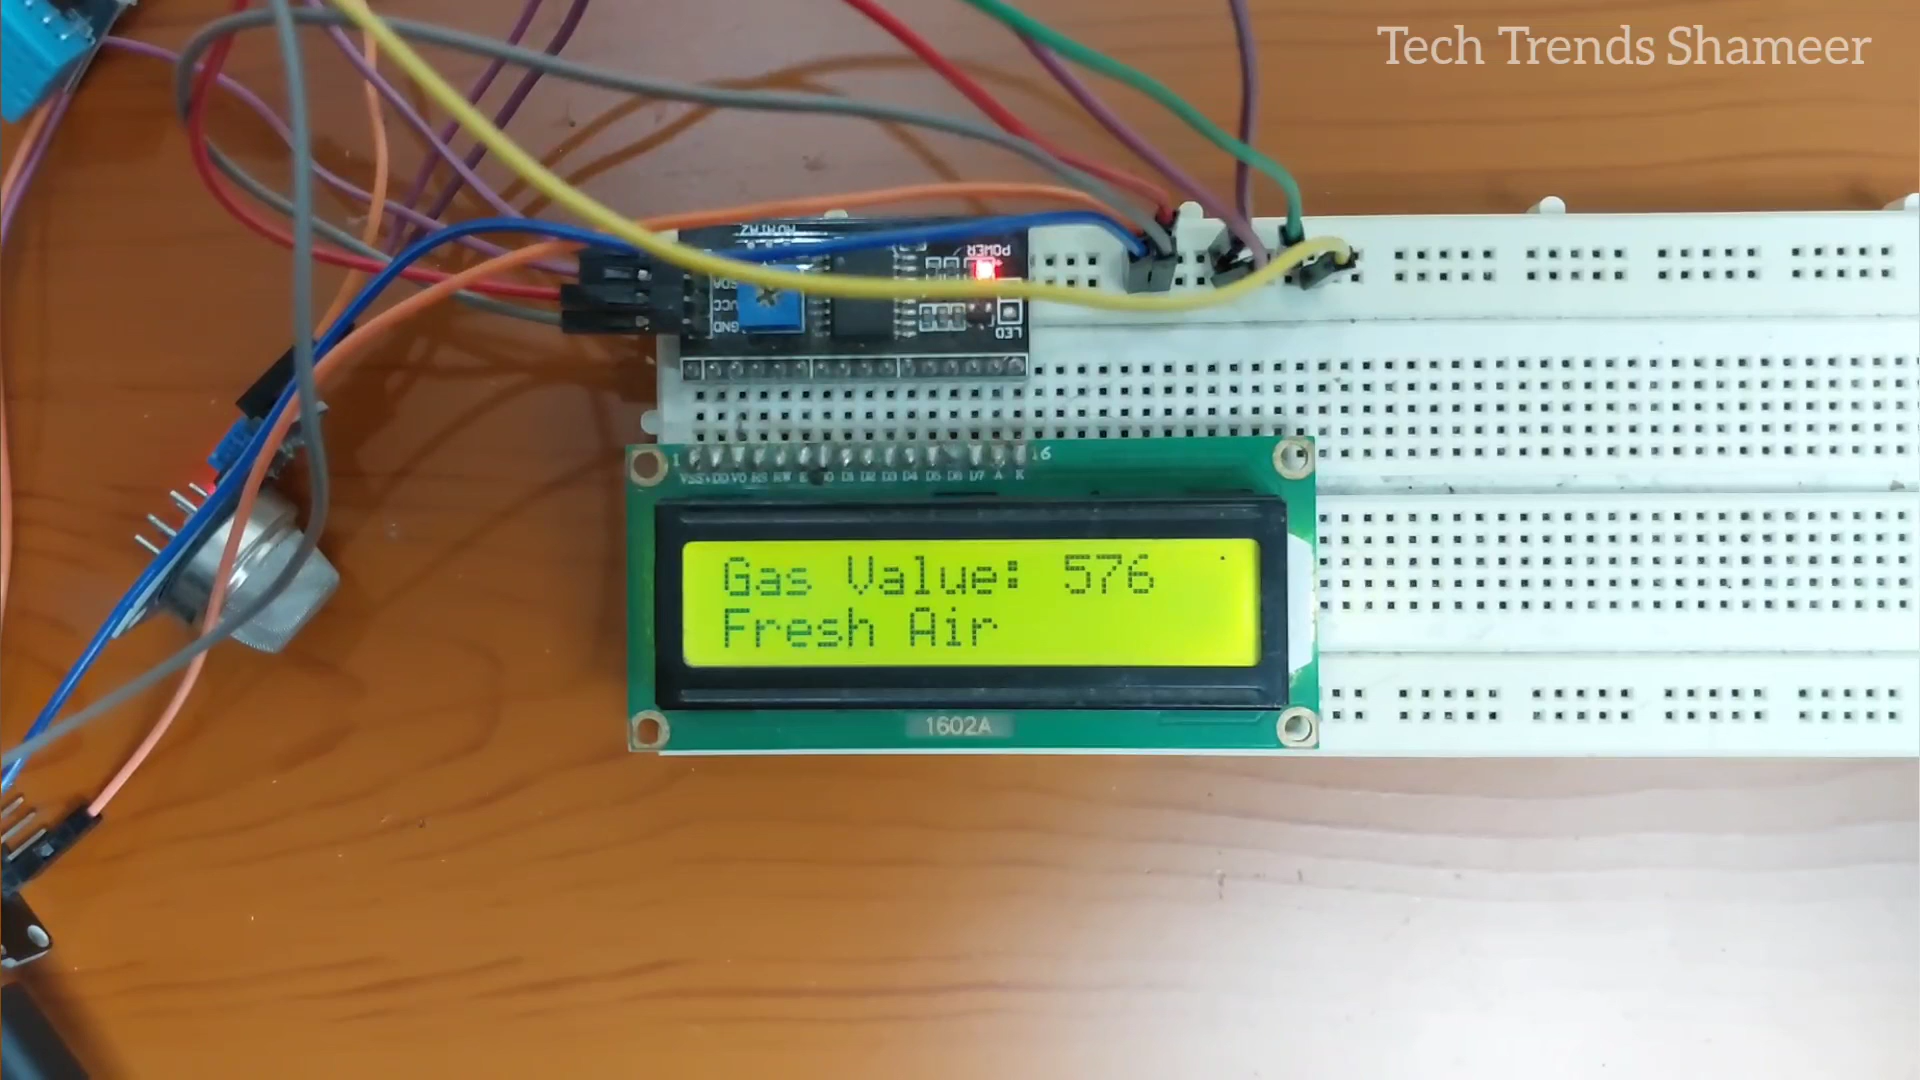 Tech Trends Shameer
POWER
SDA
VCC
GND
LED
1
16
VSS VDD V0 RS RW E D0 D1 D2 D3 D4 D5 D6 D7 A K
Gas Value: 576
Fresh Air
1602A